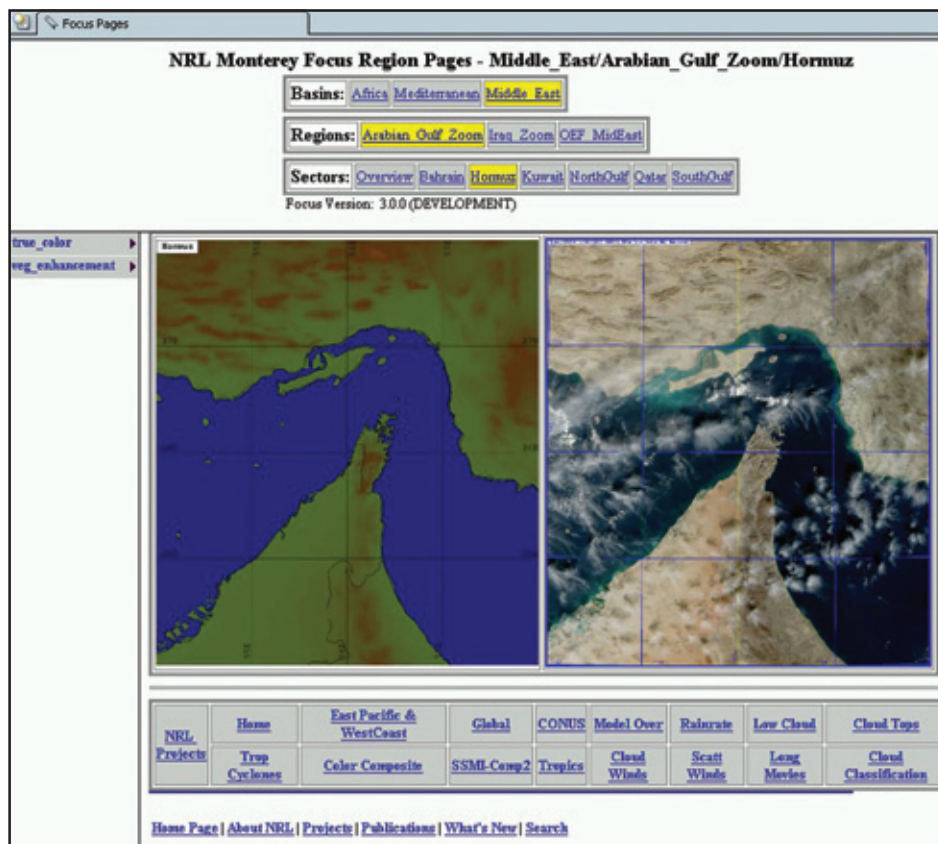 Focus Pages
NRL Monterey Focus Region Pages - Middle_East/Arabian_Gulf_Zoom/Hormuz
Basins: Africa Mediterranean Middle_East
Regions: Arabian_Gulf_Zoom Iraq_Zoom OEF_MidEast
Sectors: Overview Bahrain Hormuz Kuwait NorthGulf Qatar SouthGulf
Focus Version: 3.0.0 (DEVELOPMENT)
true_color
veg_enhancement
Hormuz
NRL Projects
Home
East Pacific &
WestCoast
Global
CONUS
Model Over
Rainrate
Low Cloud
Cloud Tops
Trop
Cyclones
Color Composite
SSMI-Comp2
Tropics
Cloud
Winds
Scatt
Winds
Long
Movies
Cloud
Classification
Home Page | About NRL | Projects | Publications | What's New | Search